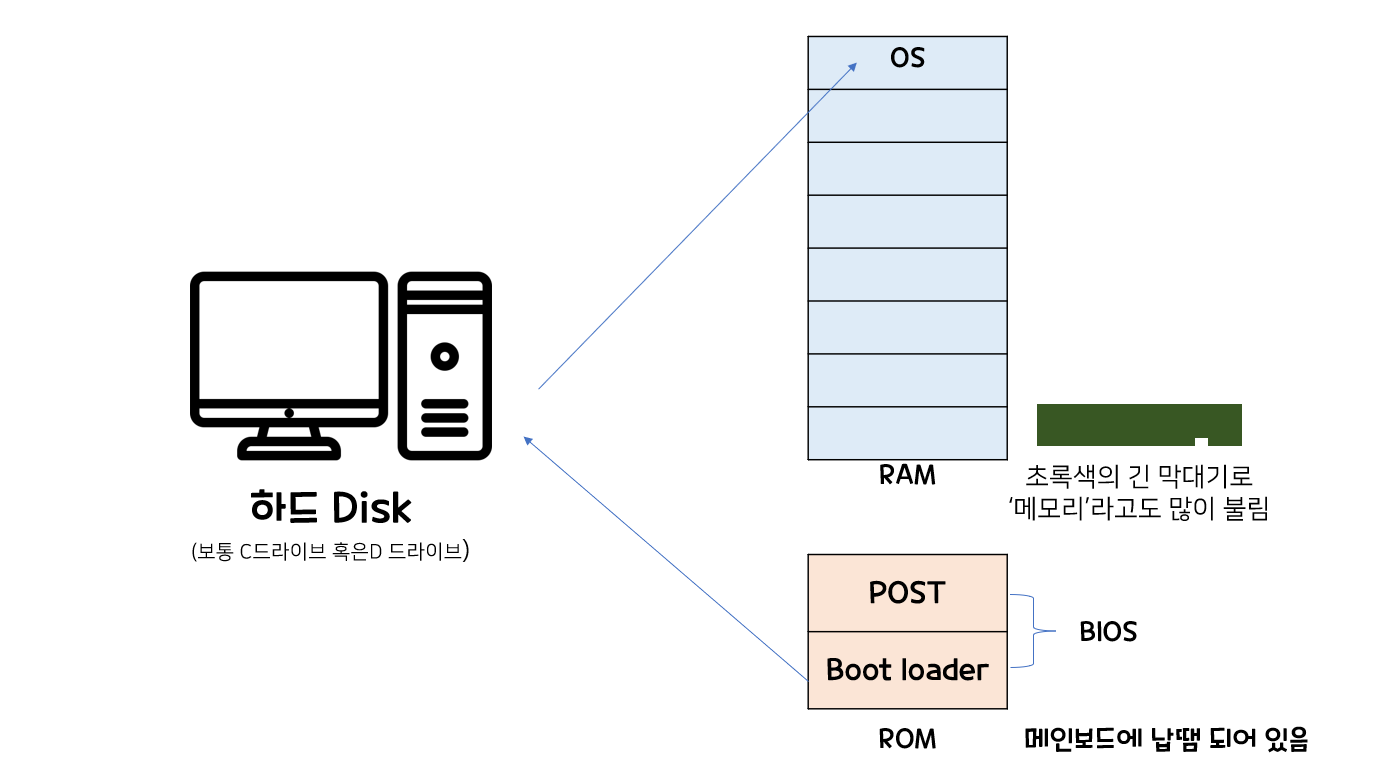 OS
하드 Disk
(보통 C드라이브 혹은D 드라이브)
RAM
초록색의 긴 막대기로
‘메모리’라고도 많이 불림
POST
Boot loader
BIOS
ROM
메인보드에 납땜 되어 있음